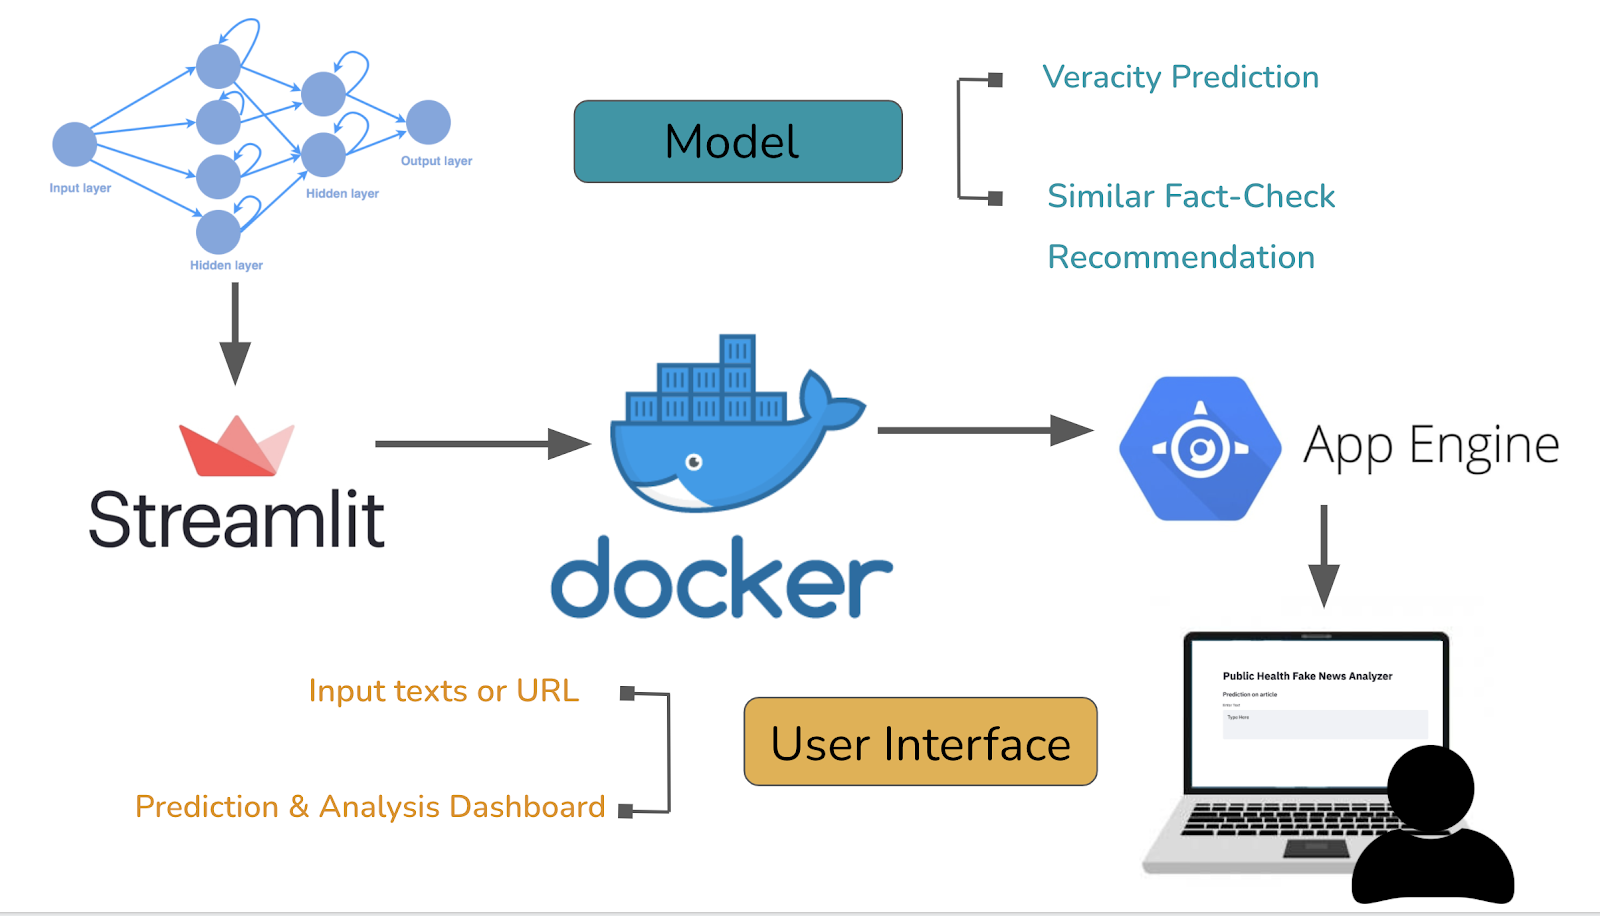 Input layer
Hidden layer
Hidden layer
Output layer
Model
Veracity Prediction
Similar Fact-Check
Recommendation
Streamlit
docker
App Engine
Input texts or URL
Prediction & Analysis Dashboard
User Interface
Public Health Fake News Analyzer
Prediction on article
Enter Text
Type Here